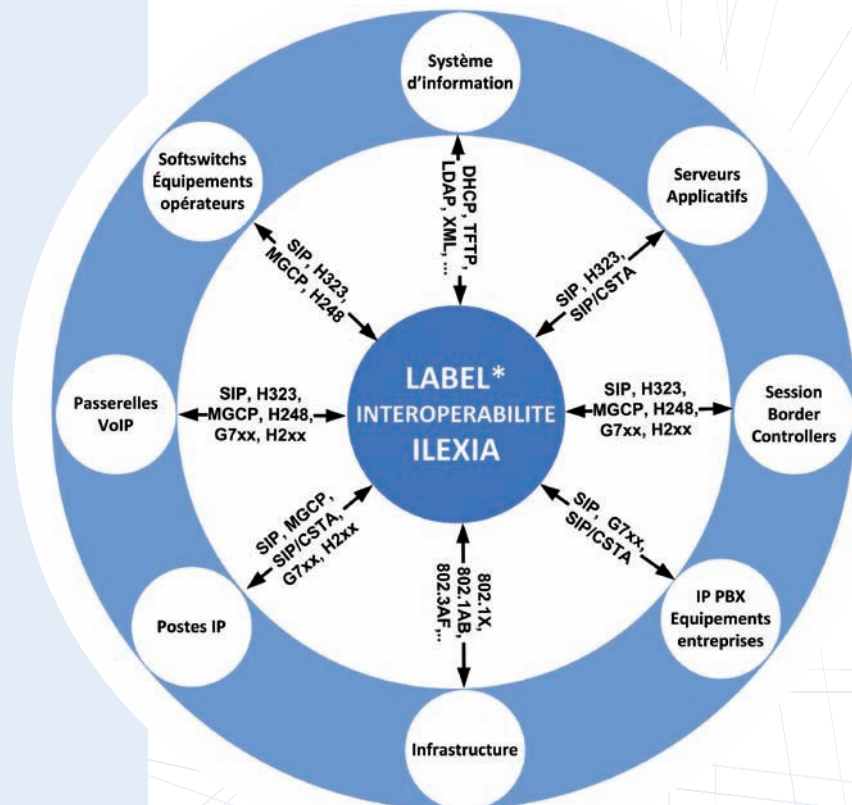 Système
d'information
Softswitchs
Équipements
opérateurs
Serveurs
Applicatifs
DHCP, TFTP,
LDAP, XML, ...
SIP, H323,
MGCP, H248
SIP, H323,
SIP/CSTA
Passerelles
VoIP
SIP, H323,
MGCP, H248,
G7xx, H2xx
LABEL*
INTEROPERABILITE
ILEXIA
SIP, H323,
MGCP, H248,
G7xx, H2xx
Session
Border
Controllers
SIP, MGCP,
SIP/CSTA,
G7xx, H2xx
802.1X,
802.1AB,
802.3AF,..
SIP, G7xx,
SIP/CSTA
Postes IP
IP PBX
Equipements
entreprises
Infrastructure